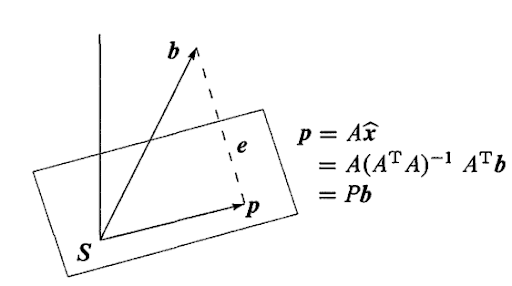 b
e
p = Ax̂
= A(AᵀA)⁻¹ Aᵀb
= Pb
p
S